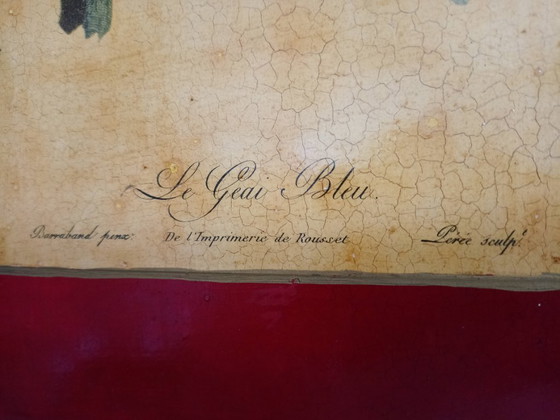 Le Geai Bleu.
Barraband pinx.t De l'Imprimerie de Rousset Pérée sculp.t